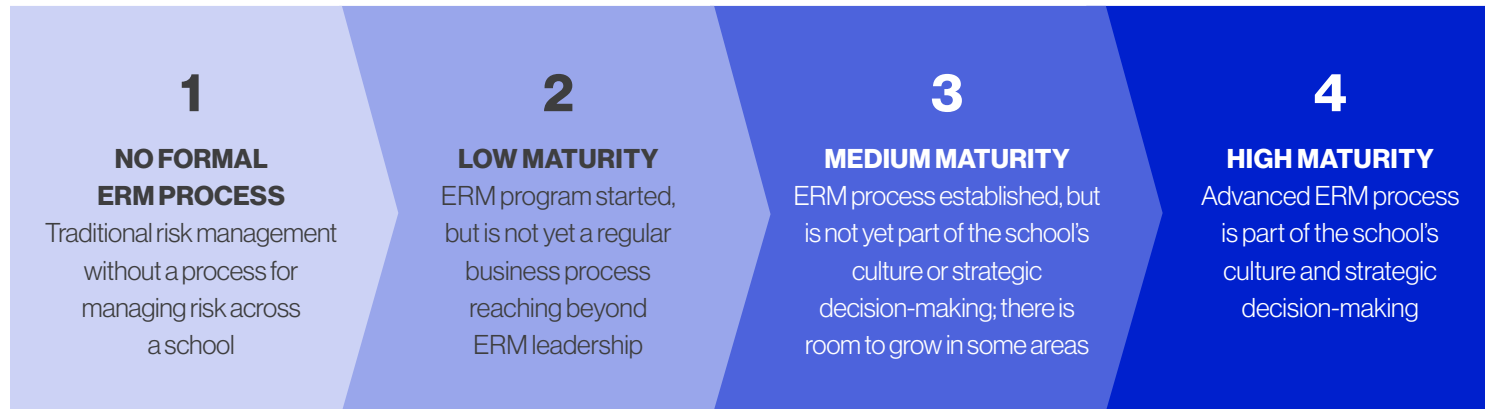 1
NO FORMAL
ERM PROCESS
Traditional risk management
without a process for
managing risk across
a school
2
LOW MATURITY
ERM program started,
but is not yet a regular
business process
reaching beyond
ERM leadership
3
MEDIUM MATURITY
ERM process established, but
is not yet part of the school’s
culture or strategic
decision-making; there is
room to grow in some areas
4
HIGH MATURITY
Advanced ERM process
is part of the school’s
culture and strategic
decision-making